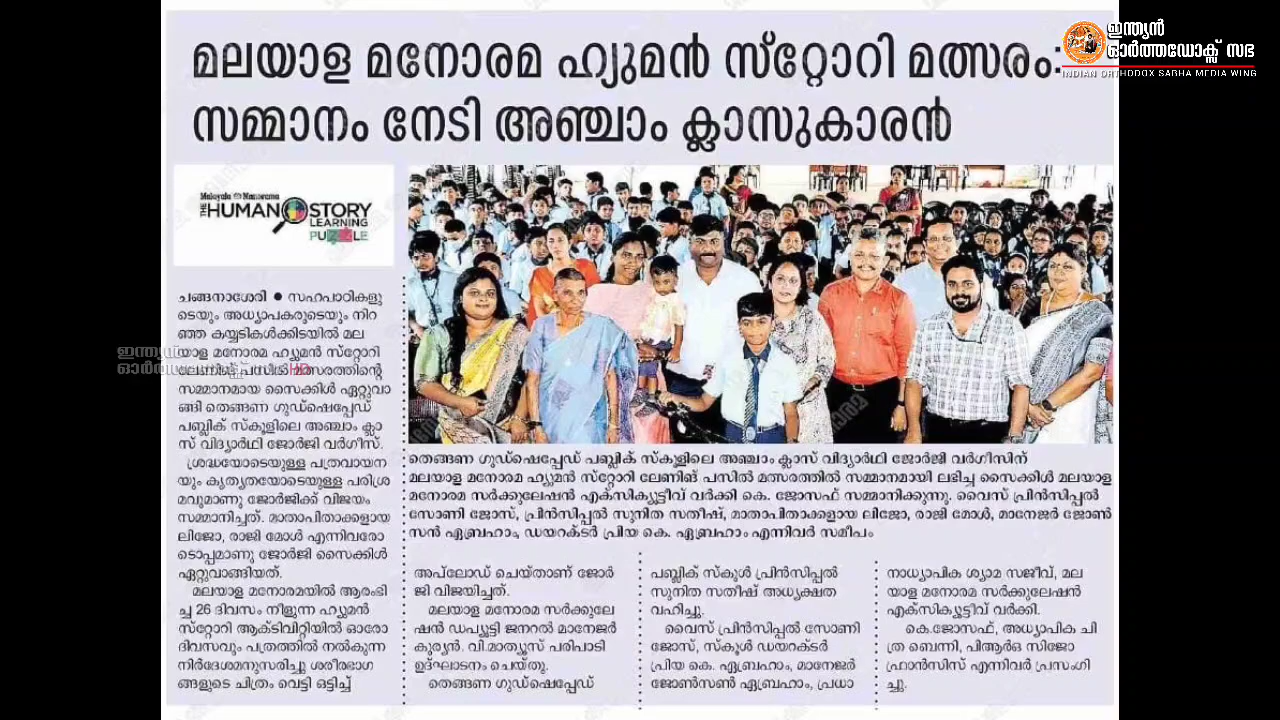 മലയാള മനോരമ ഹ്യുമൻ സ്റ്റോറി മത്സരം:
സമ്മാനം നേടി അഞ്ചാം ക്ലാസുകാരൻ
ഇന്ത്യൻ
ഓർത്തഡോക്സ് സഭ
INDIAN ORTHODOX SABHA MEDIA WING
Malayala Manorama
THE HUMAN STORY
LEARNING
PUZZLE
ചങ്ങനാശേരി ● സഹപാഠികളു
ടെയും അധ്യാപകരുടെയും നിറ
ഞ്ഞ കയ്യടികൾക്കിടയിൽ മല
യാള മനോരമ ഹ്യുമൻ സ്റ്റോറി
ലേണിങ് പസിൽ മത്സരത്തിന്റെ
സമ്മാനമായ സൈക്കിൾ ഏറ്റുവാ
ങ്ങി തെങ്ങണ ഗുഡ്ഷെപ്പേഡ്
പബ്ലിക് സ്കൂളിലെ അഞ്ചാം ക്ലാ
സ് വിദ്യാർഥി ജോർജി വർഗീസ്.
ശ്രദ്ധയോടെയുള്ള പത്രവായന
യും കൃത്യതയോടെയുള്ള പരിശ്ര
മവുമാണു ജോർജിക്ക് വിജയം
സമ്മാനിച്ചത്. മാതാപിതാക്കളായ
ലിജോ, രാജി മോൾ എന്നിവരോ
ടൊപ്പമാണു ജോർജി സൈക്കിൾ
ഏറ്റുവാങ്ങിയത്.
മലയാള മനോരമയിൽ ആരംഭി
ച്ച 26 ദിവസം നീളുന്ന ഹ്യുമൻ
സ്റ്റോറി ആക്ടിവിറ്റിയിൽ ഓരോ
ദിവസവും പത്രത്തിൽ നൽകുന്ന
നിർദേശമനുസരിച്ചു ശരീരഭാഗ
ങ്ങളുടെ ചിത്രം വെട്ടി ഒട്ടിച്ച്
തെങ്ങണ ഗുഡ്ഷെപ്പേഡ് പബ്ലിക് സ്കൂളിലെ അഞ്ചാം ക്ലാസ് വിദ്യാർഥി ജോർജി വർഗീസിന്
മലയാള മനോരമ ഹ്യുമൻ സ്റ്റോറി ലേണിങ് പസിൽ മത്സരത്തിൽ സമ്മാനമായി ലഭിച്ച സൈക്കിൾ മലയാള
മനോരമ സർക്കുലേഷൻ എക്സിക്യൂട്ടീവ് വർക്കി കെ. ജോസഫ് സമ്മാനിക്കുന്നു. വൈസ് പ്രിൻസിപ്പൽ
സോണി ജോസ്, പ്രിൻസിപ്പൽ സുനിത സതീഷ്, മാതാപിതാക്കളായ ലിജോ, രാജി മോൾ, മാനേജർ ജോൺ
സൻ ഏബ്രഹാം, ഡയറക്ടർ പ്രിയ കെ. ഏബ്രഹാം എന്നിവർ സമീപം
അപ്‌ലോഡ് ചെയ്താണ് ജോർ
ജി വിജയിച്ചത്.
മലയാള മനോരമ സർക്കുലേ
ഷൻ ഡപ്യൂട്ടി ജനറൽ മാനേജർ
കുര്യൻ. വി.മാത്യൂസ് പരിപാടി
ഉദ്ഘാടനം ചെയ്തു.
തെങ്ങണ ഗുഡ്ഷെപ്പേഡ്
പബ്ലിക് സ്കൂൾ പ്രിൻസിപ്പൽ
സുനിത സതീഷ് അധ്യക്ഷത
വഹിച്ചു.
വൈസ് പ്രിൻസിപ്പൽ സോണി
ജോസ്, സ്കൂൾ ഡയറക്ടർ
പ്രിയ കെ. ഏബ്രഹാം, മാനേജർ
ജോൺസൺ ഏബ്രഹാം, പ്രധാ
നാധ്യാപിക ശ്യാമ സജീവ്, മല
യാള മനോരമ സർക്കുലേഷൻ
എക്സിക്യൂട്ടീവ് വർക്കി.
കെ.ജോസഫ്, അധ്യാപിക ചി
ത്ര ബെന്നി, പിആർഒ സിജോ
ഫ്രാൻസിസ് എന്നിവർ പ്രസംഗി
ച്ചു.